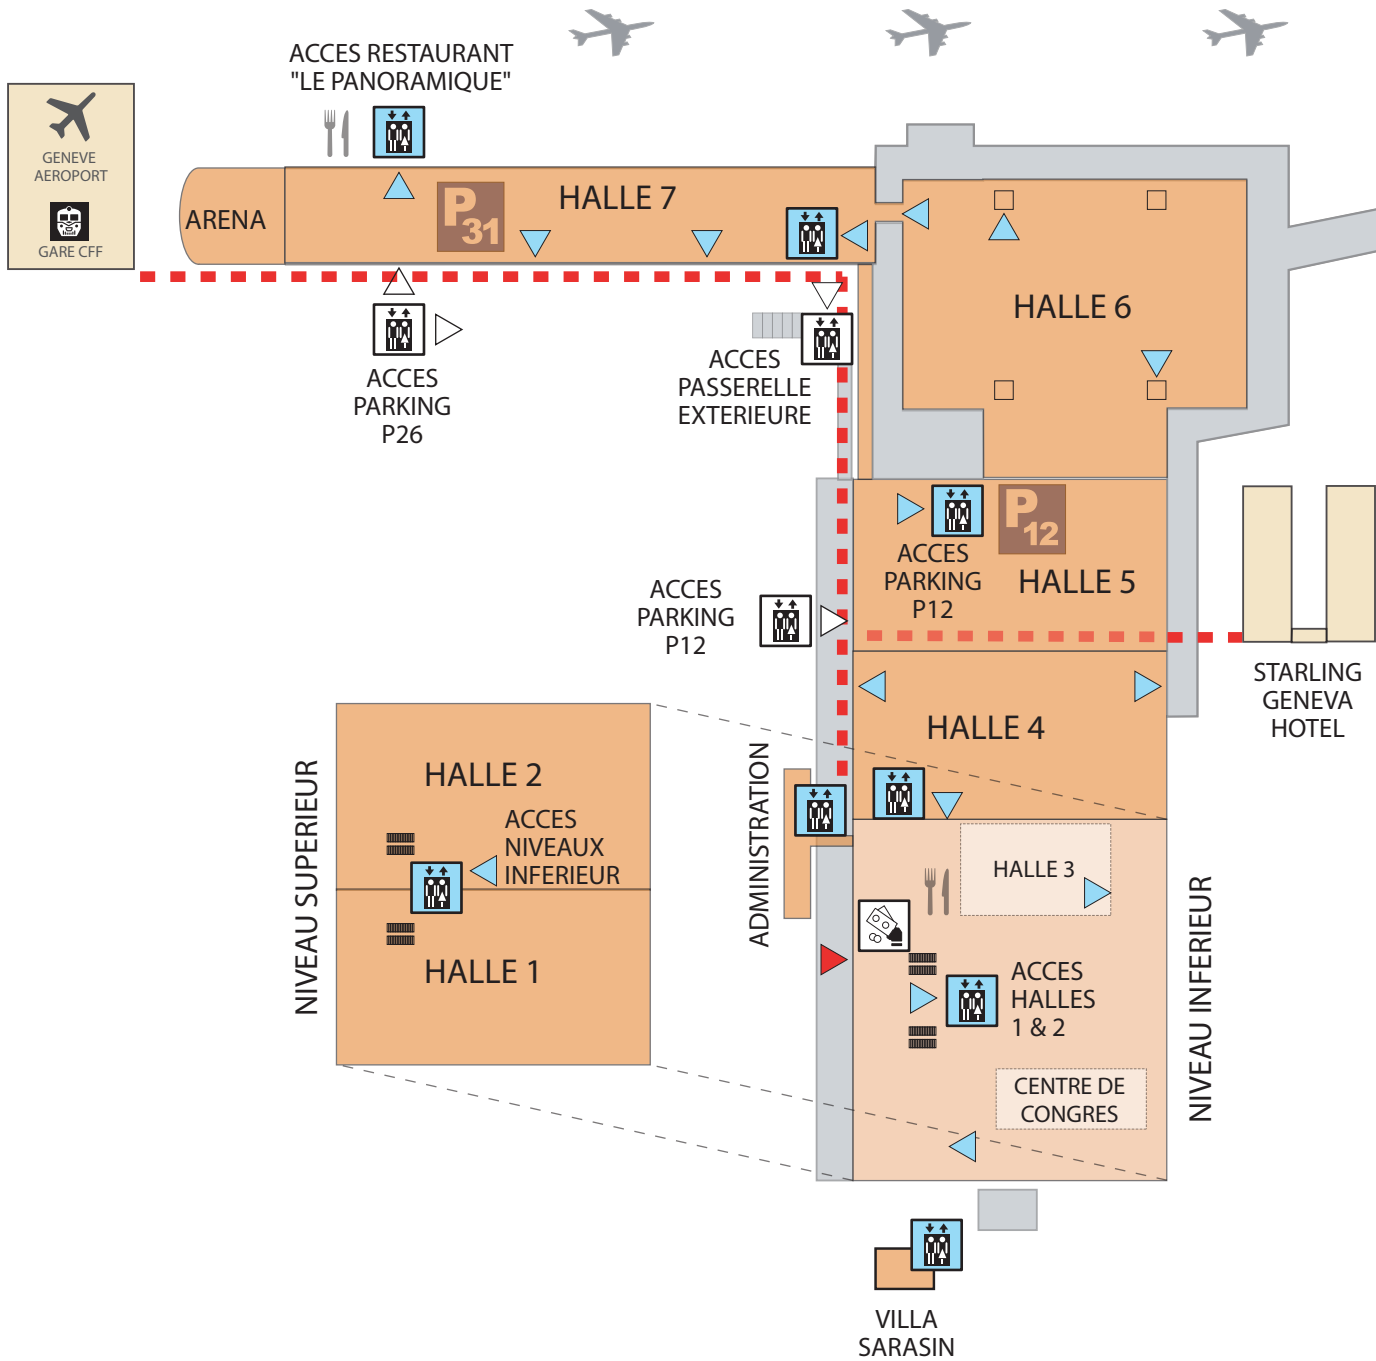 ACCES RESTAURANT
"LE PANORAMIQUE"
GENEVE
AEROPORT
GARE CFF
ARENA
P
31
HALLE 7
HALLE 6
ACCES
PARKING
P26
ACCES
PASSERELLE
EXTERIEURE
P
12
ACCES
PARKING
P12
HALLE 5
ACCES
PARKING
P12
STARLING
GENEVA
HOTEL
HALLE 4
NIVEAU SUPERIEUR
HALLE 2
ACCES
NIVEAUX
INFERIEUR
HALLE 1
ADMINISTRATION
HALLE 3
NIVEAU INFERIEUR
ACCES
HALLES
1 & 2
CENTRE DE
CONGRES
VILLA
SARASIN